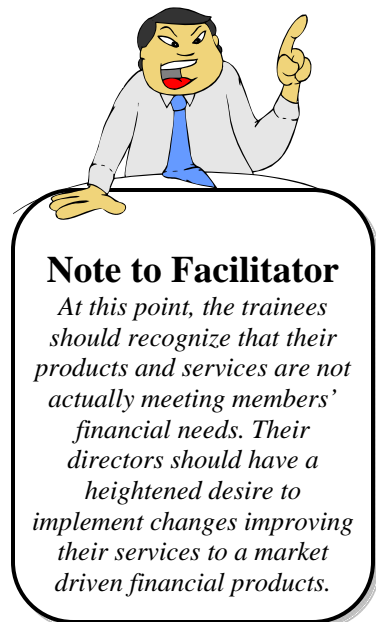 Note to Facilitator
At this point, the trainees
should recognize that their
products and services are not
actually meeting members’
financial needs. Their
directors should have a
heightened desire to
implement changes improving
their services to a market
driven financial products.